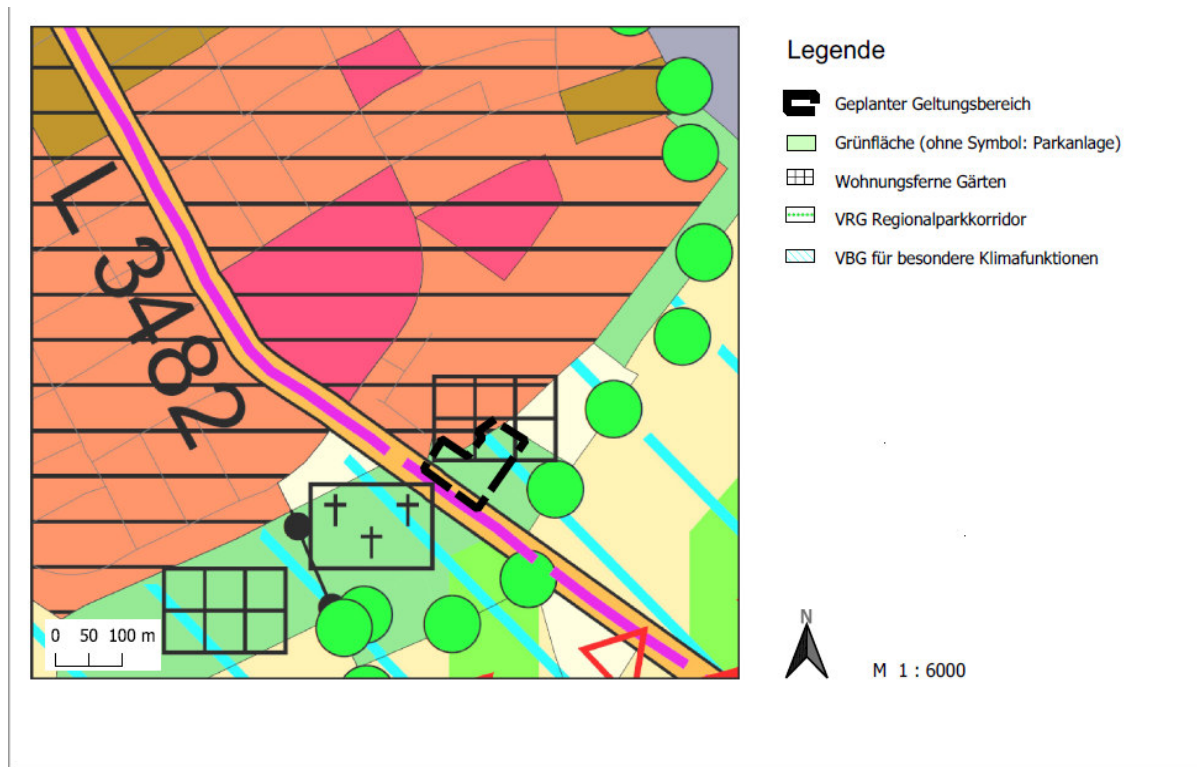 L 3482
0 50 100 m
Legende
Geplanter Geltungsbereich
Grünfläche (ohne Symbol: Parkanlage)
Wohnungsferne Gärten
VRG Regionalparkkorridor
VBG für besondere Klimafunktionen
N
M 1 : 6000